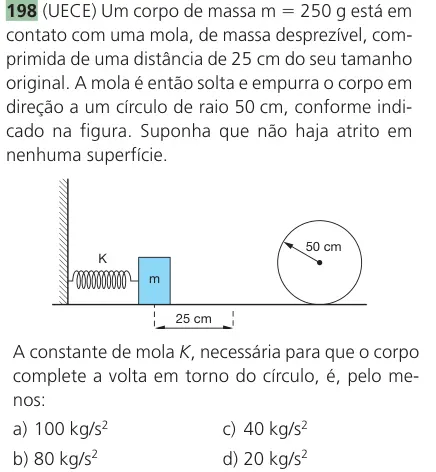 198 (UECE) Um corpo de massa m = 250 g está em
contato com uma mola, de massa desprezível, com-
primida de uma distância de 25 cm do seu tamanho
original. A mola é então solta e empurra o corpo em
direção a um círculo de raio 50 cm, conforme indi-
cado na figura. Suponha que não haja atrito em
nenhuma superfície.
K
m
50 cm
25 cm
A constante de mola K, necessária para que o corpo
complete a volta em torno do círculo, é, pelo me-
nos:
a) 100 kg/s²
c) 40 kg/s²
b) 80 kg/s²
d) 20 kg/s²